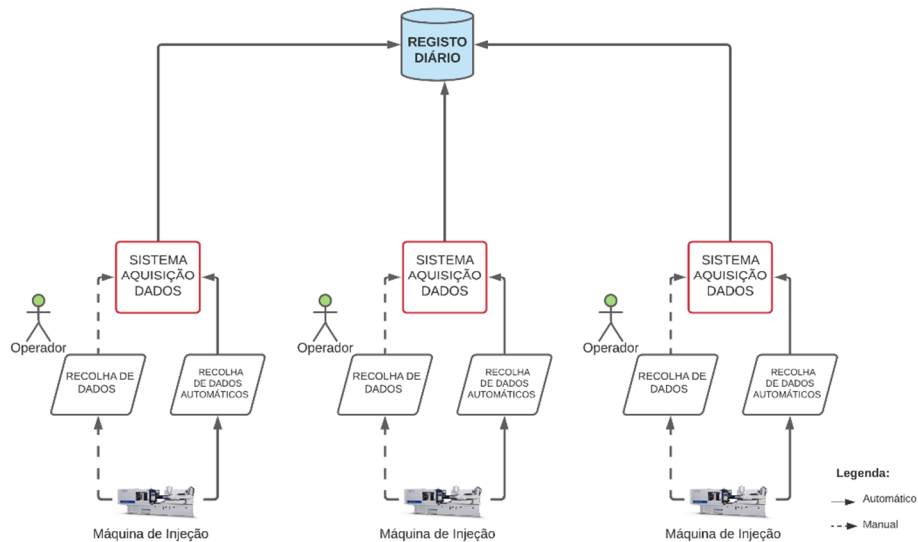 REGISTO
DIÁRIO
SISTEMA
AQUISIÇÃO
DADOS
SISTEMA
AQUISIÇÃO
DADOS
SISTEMA
AQUISIÇÃO
DADOS
Operador
Operador
Operador
RECOLHA DE
DADOS
RECOLHA
DE DADOS
AUTOMÁTICOS
RECOLHA DE
DADOS
RECOLHA
DE DADOS
AUTOMÁTICOS
RECOLHA DE
DADOS
RECOLHA
DE DADOS
AUTOMÁTICOS
Máquina de Injeção
Máquina de Injeção
Máquina de Injeção
Legenda:
Automático
Manual